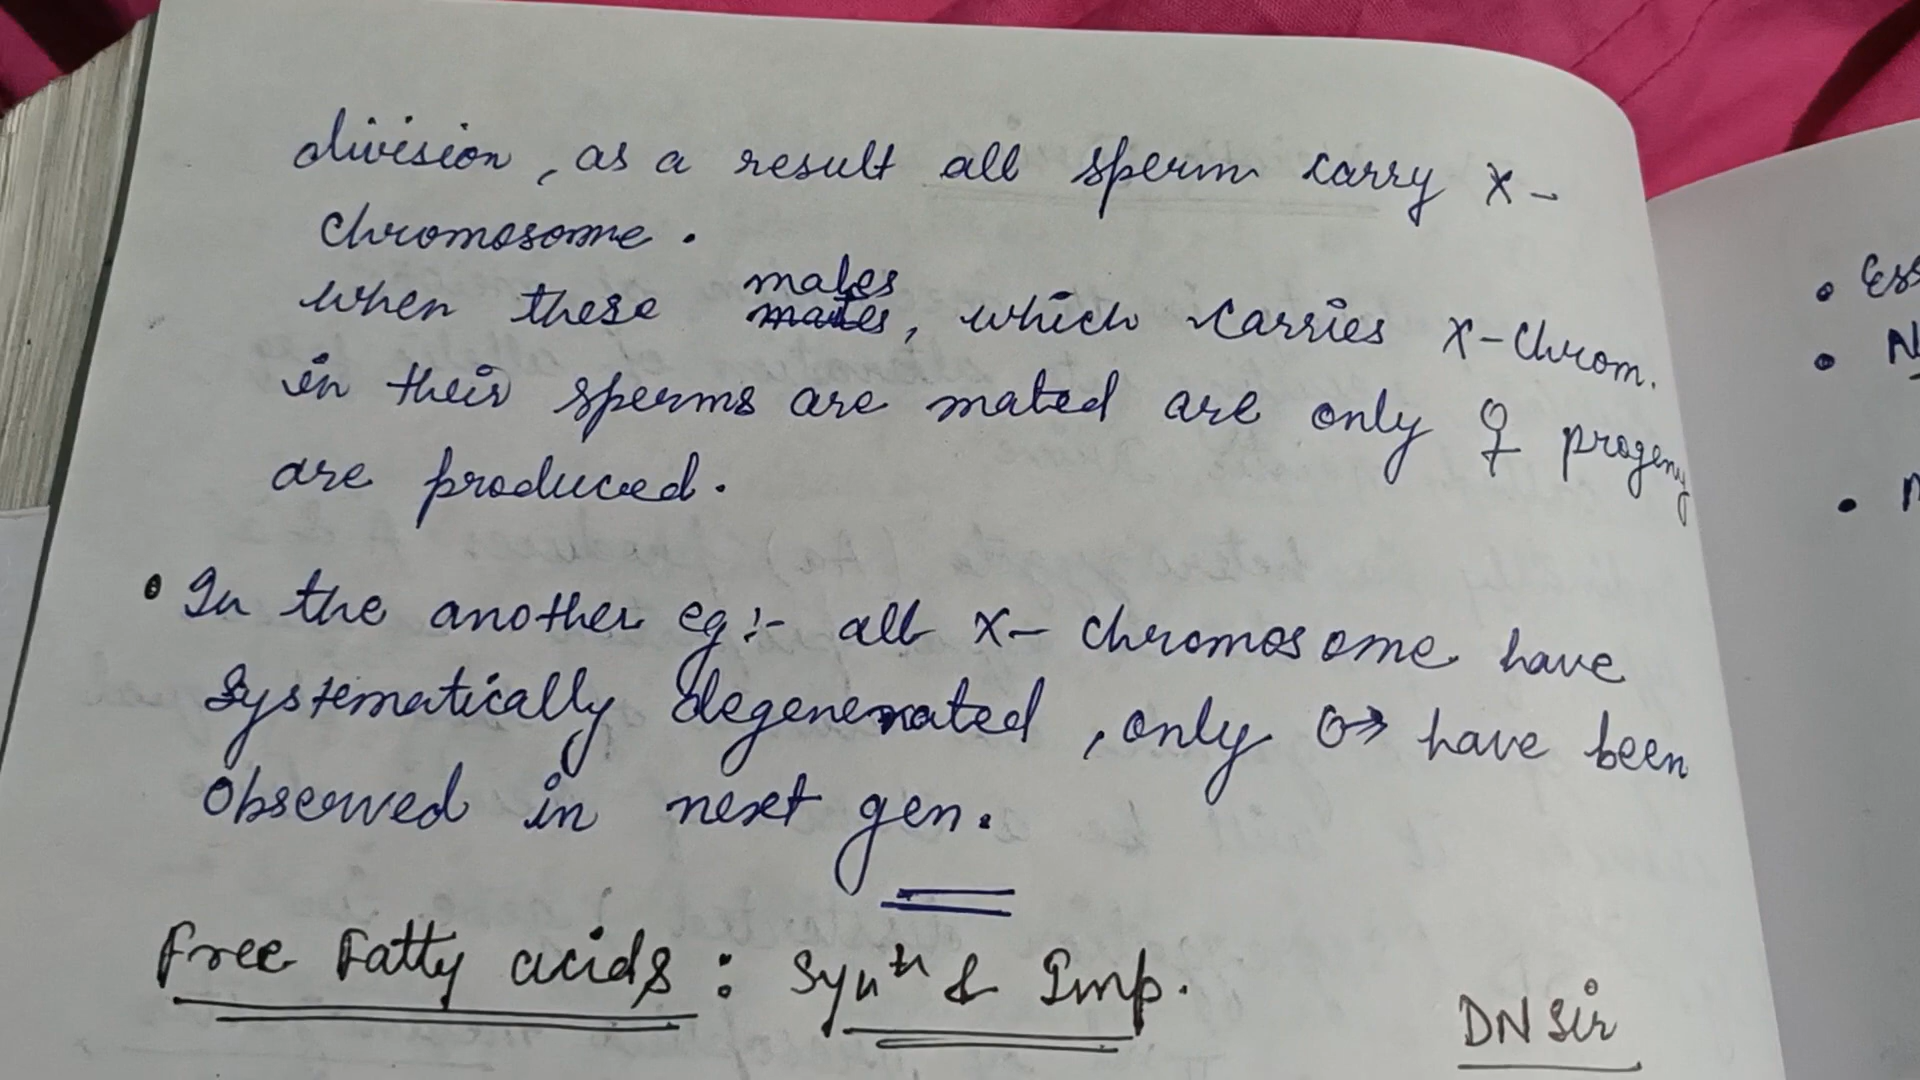 division, as a result all sperm carry X-
chromosome.
males
when these mates, which carries X-Chrom.
in their sperms are mated are only ♀ progeny
are produced.
• In the another eg:- all X- chromosome have
systematically degenerated, only ♂ have been
observed in next gen.
Free Fatty acids : Synth & Imp.
DN Sir
• Ess
•
•